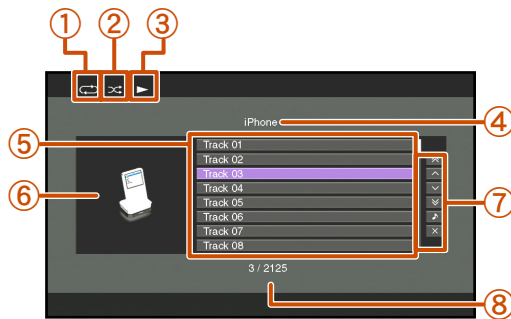 ① ② ③
iPhone ④
⑤ Track 01
Track 02
Track 03
⑥ Track 04
Track 05 ⑦
Track 06
Track 07
Track 08
3 / 2125
⑧